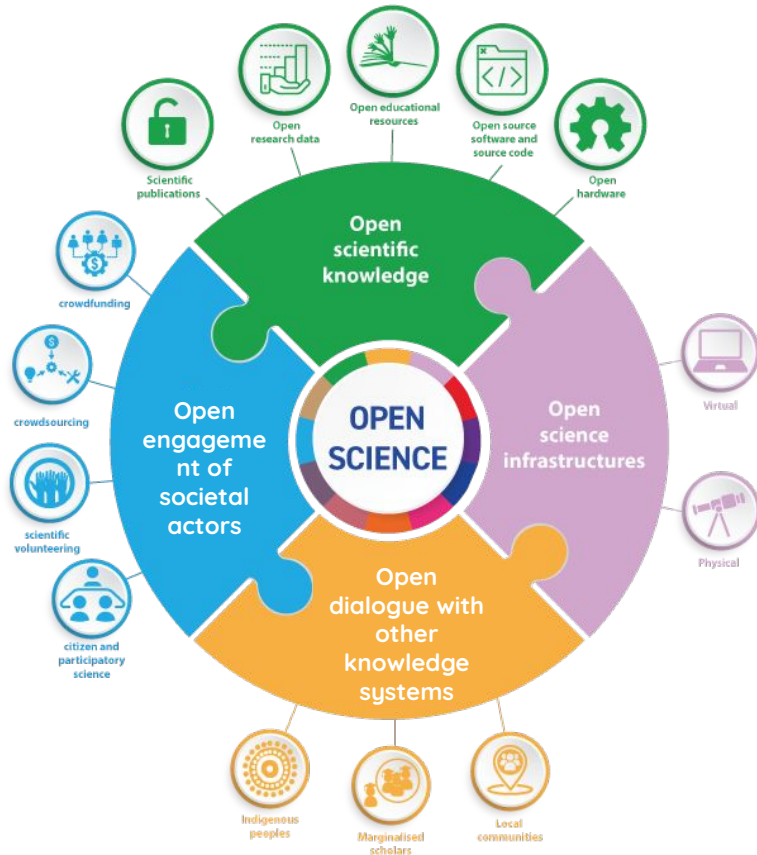 Open educational
resources
Open
research data
Open source
software and
source code
Scientific
publications
Open
hardware
Open
scientific
knowledge
crowdfunding
crowdsourcing
scientific
volunteering
citizen and
participatory
science
Open
engageme
nt of
societal
actors
OPEN
SCIENCE
Open
science
infrastructures
Virtual
Physical
Open
dialogue with
other
knowledge
systems
Indigenous
peoples
Marginalised
scholars
Local
communities